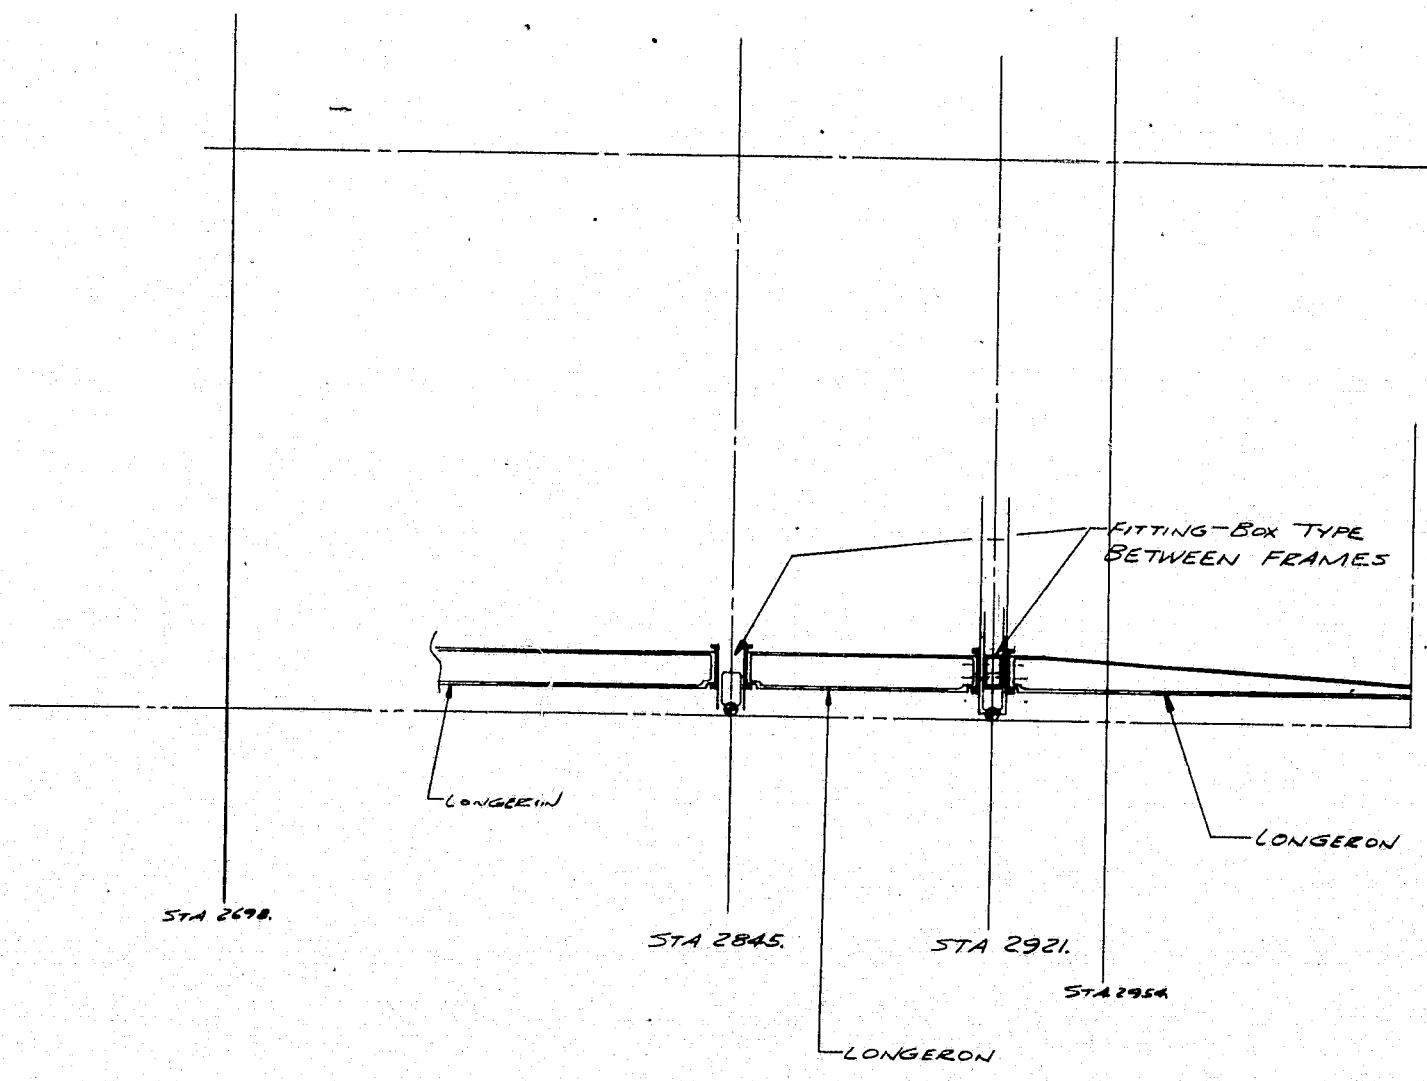 FITTING-BOX TYPE
BETWEEN FRAMES
LONGERON
LONGERON
STA 2698.
STA 2845.
STA 2921.
STA 2954
LONGERON